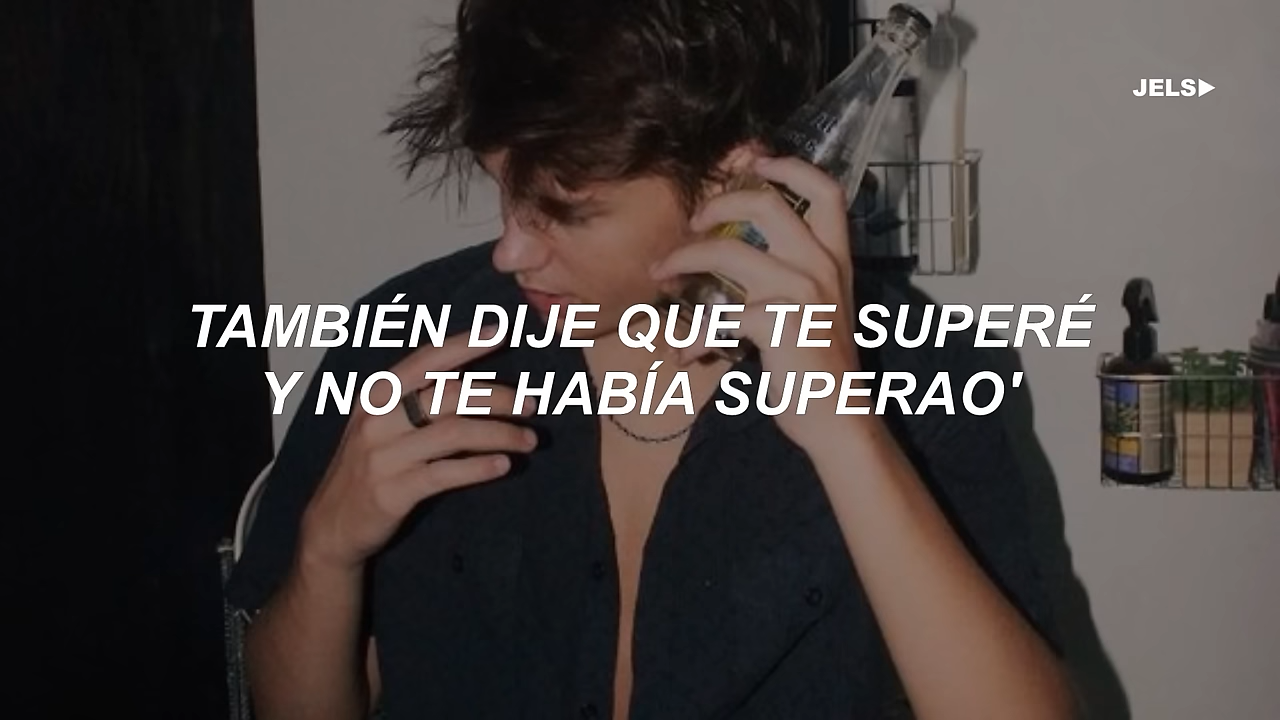 JELS▶
TAMBIÉN DIJE QUE TE SUPERÉ
Y NO TE HABÍA SUPERAO'